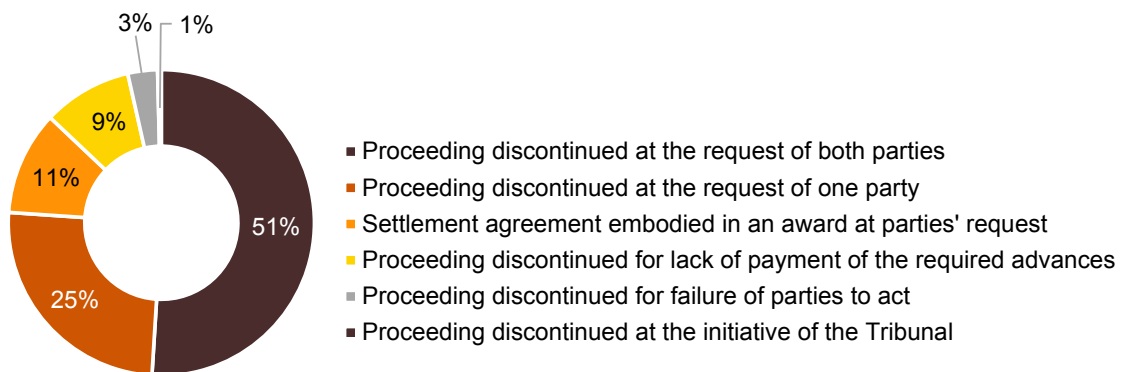 3%
1%
9%
11%
51%
25%
Proceeding discontinued at the request of both parties
Proceeding discontinued at the request of one party
Settlement agreement embodied in an award at parties' request
Proceeding discontinued for lack of payment of the required advances
Proceeding discontinued for failure of parties to act
Proceeding discontinued at the initiative of the Tribunal